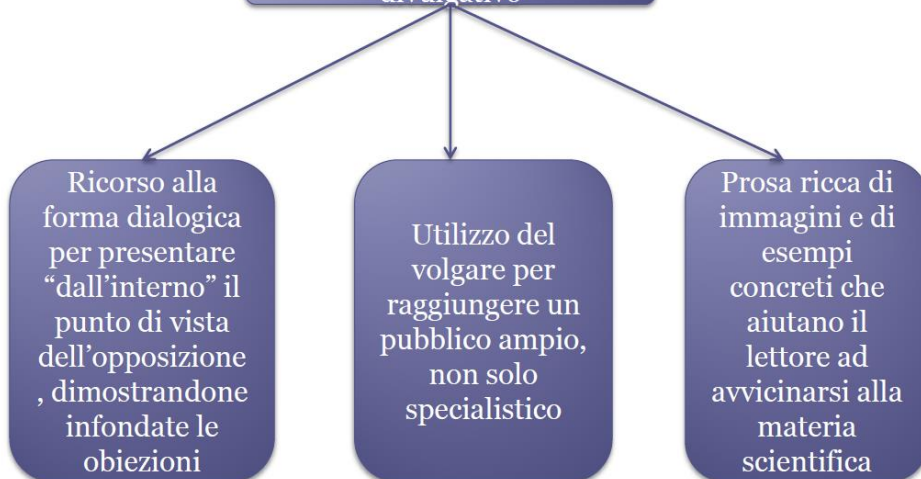 divulgativo
Ricorso alla
forma dialogica
per presentare
“dall’interno” il
punto di vista
dell’opposizione
, dimostrandone
infondate le
obiezioni
Utilizzo del
volgare per
raggiungere un
pubblico ampio,
non solo
specialistico
Prosa ricca di
immagini e di
esempi
concreti che
aiutano il
lettore ad
avvicinarsi alla
materia
scientifica